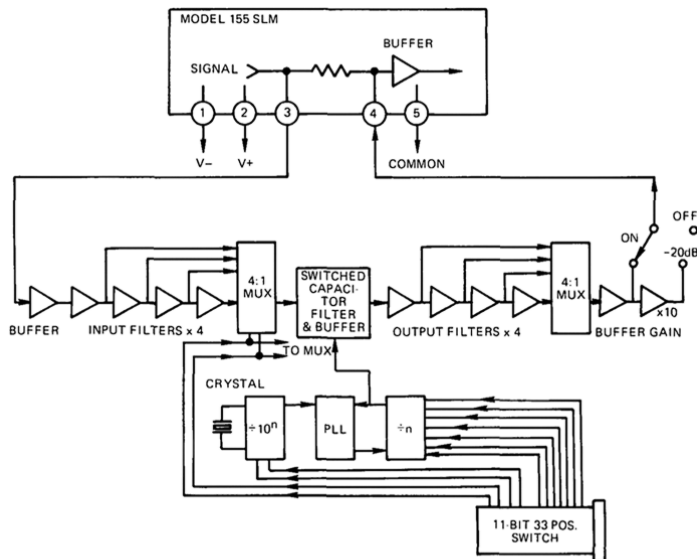 MODEL 155 SLM
BUFFER
SIGNAL
1
2
3
4
5
V–
V+
COMMON
OFF
ON
–20dB
4:1
MUX
SWITCHED
CAPACI-
TOR
FILTER
& BUFFER
4:1
MUX
×10
BUFFER
INPUT FILTERS x 4
OUTPUT FILTERS x 4
BUFFER GAIN
TO MUX
CRYSTAL
÷10ⁿ
PLL
÷n
11-BIT 33 POS.
SWITCH